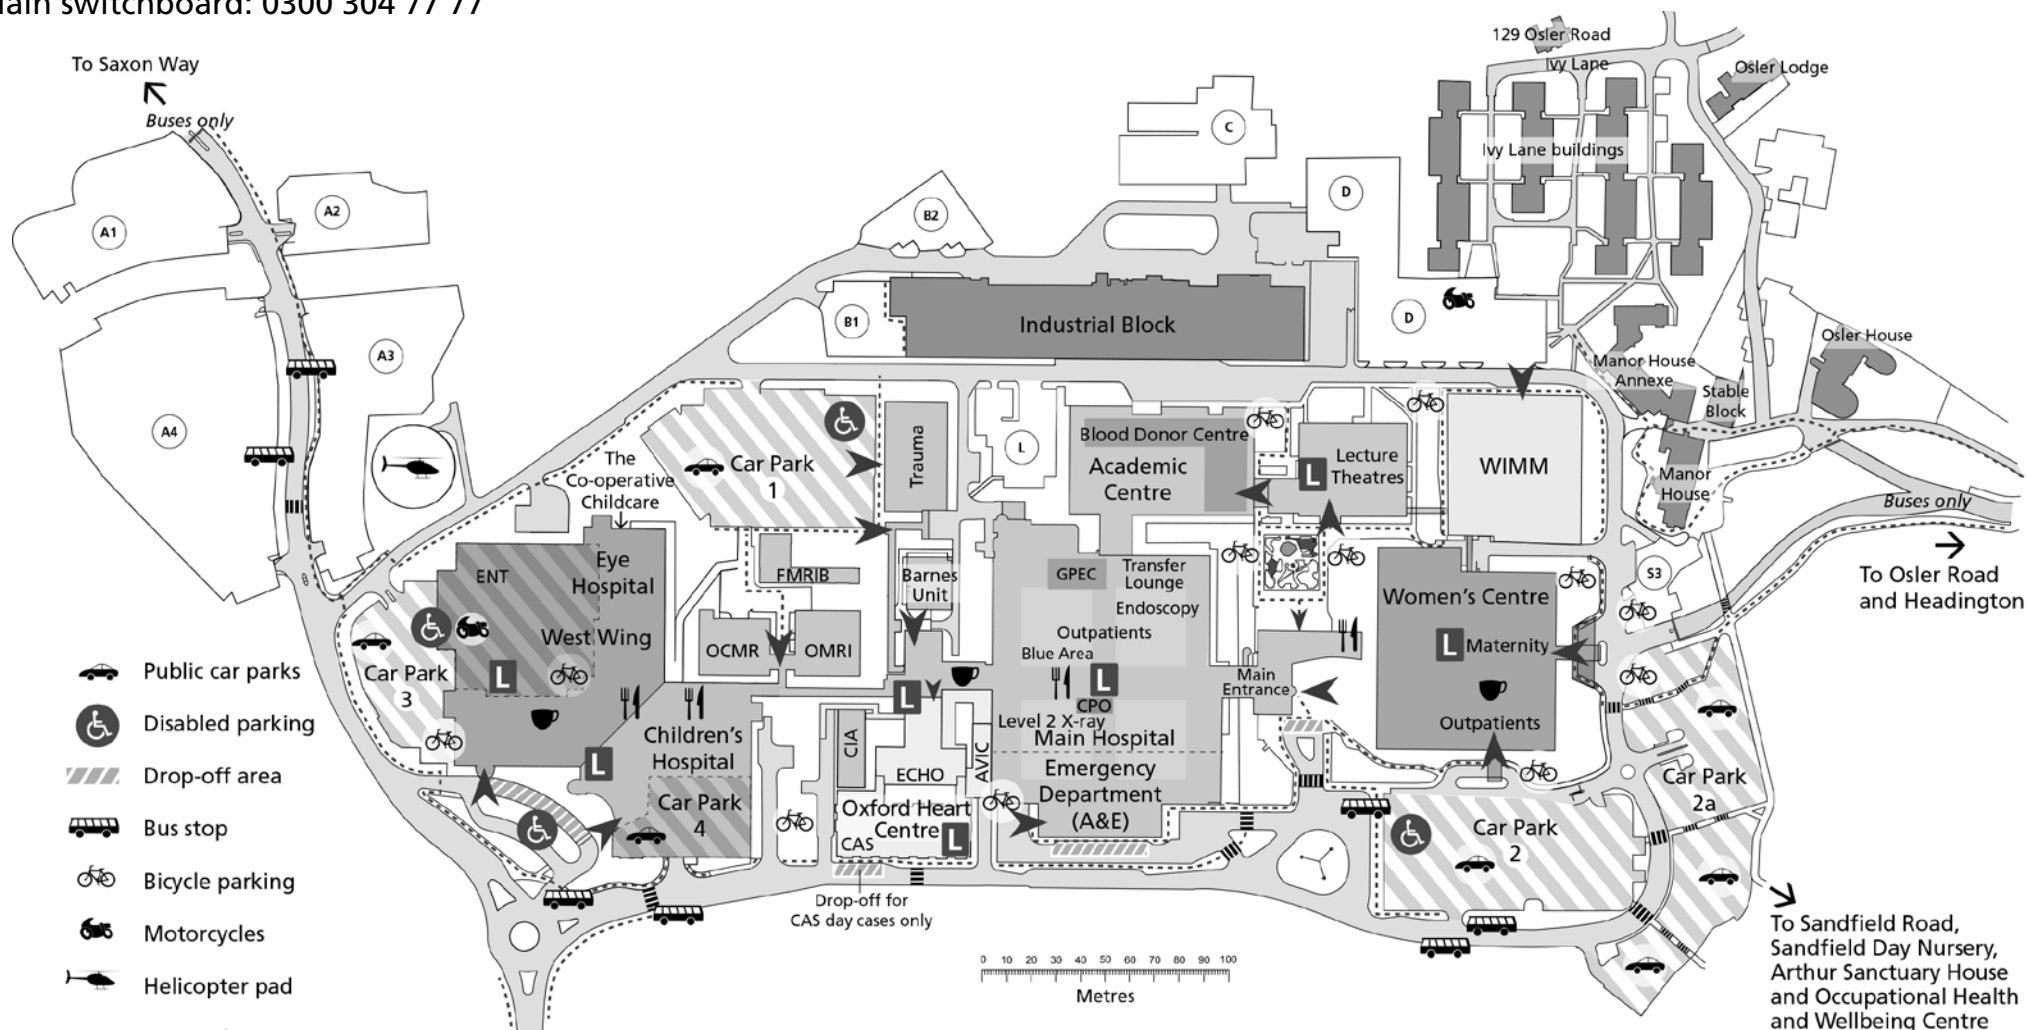 Main switchboard: 0300 304 77 77
To Saxon Way
Buses only
129 Osler Road
Ivy Lane
Osler Lodge
Ivy Lane buildings
C
D
A1
A2
B2
B1
Industrial Block
D
A3
A4
Osler House
Manor House
Annexe
Stable
Block
Manor
House
Buses only
To Osler Road
and Headington
The
Co-operative
Childcare
Car Park
1
Trauma
L
Blood Donor Centre
Academic
Centre
L
Lecture
Theatres
WIMM
S3
ENT
Eye
Hospital
West Wing
L
FMRIB
OCMR
OMRI
Barnes
Unit
GPEC
Transfer
Lounge
Endoscopy
Outpatients
Blue Area
L
CPO
Level 2 X-ray
Main Hospital
Emergency
Department
(A&E)
Main
Entrance
Women's Centre
L
Maternity
Outpatients
Car Park
3
Children's
Hospital
L
Car Park
4
L
CIA
ECHO
AVIC
Oxford Heart
Centre
CAS
L
Drop-off for
CAS day cases only
Car Park
2
Car Park
2a
Public car parks
Disabled parking
Drop-off area
Bus stop
Bicycle parking
Motorcycles
Helicopter pad
0 10 20 30 40 50 60 70 80 90 100
Metres
To Sandfield Road,
Sandfield Day Nursery,
Arthur Sanctuary House
and Occupational Health
and Wellbeing Centre